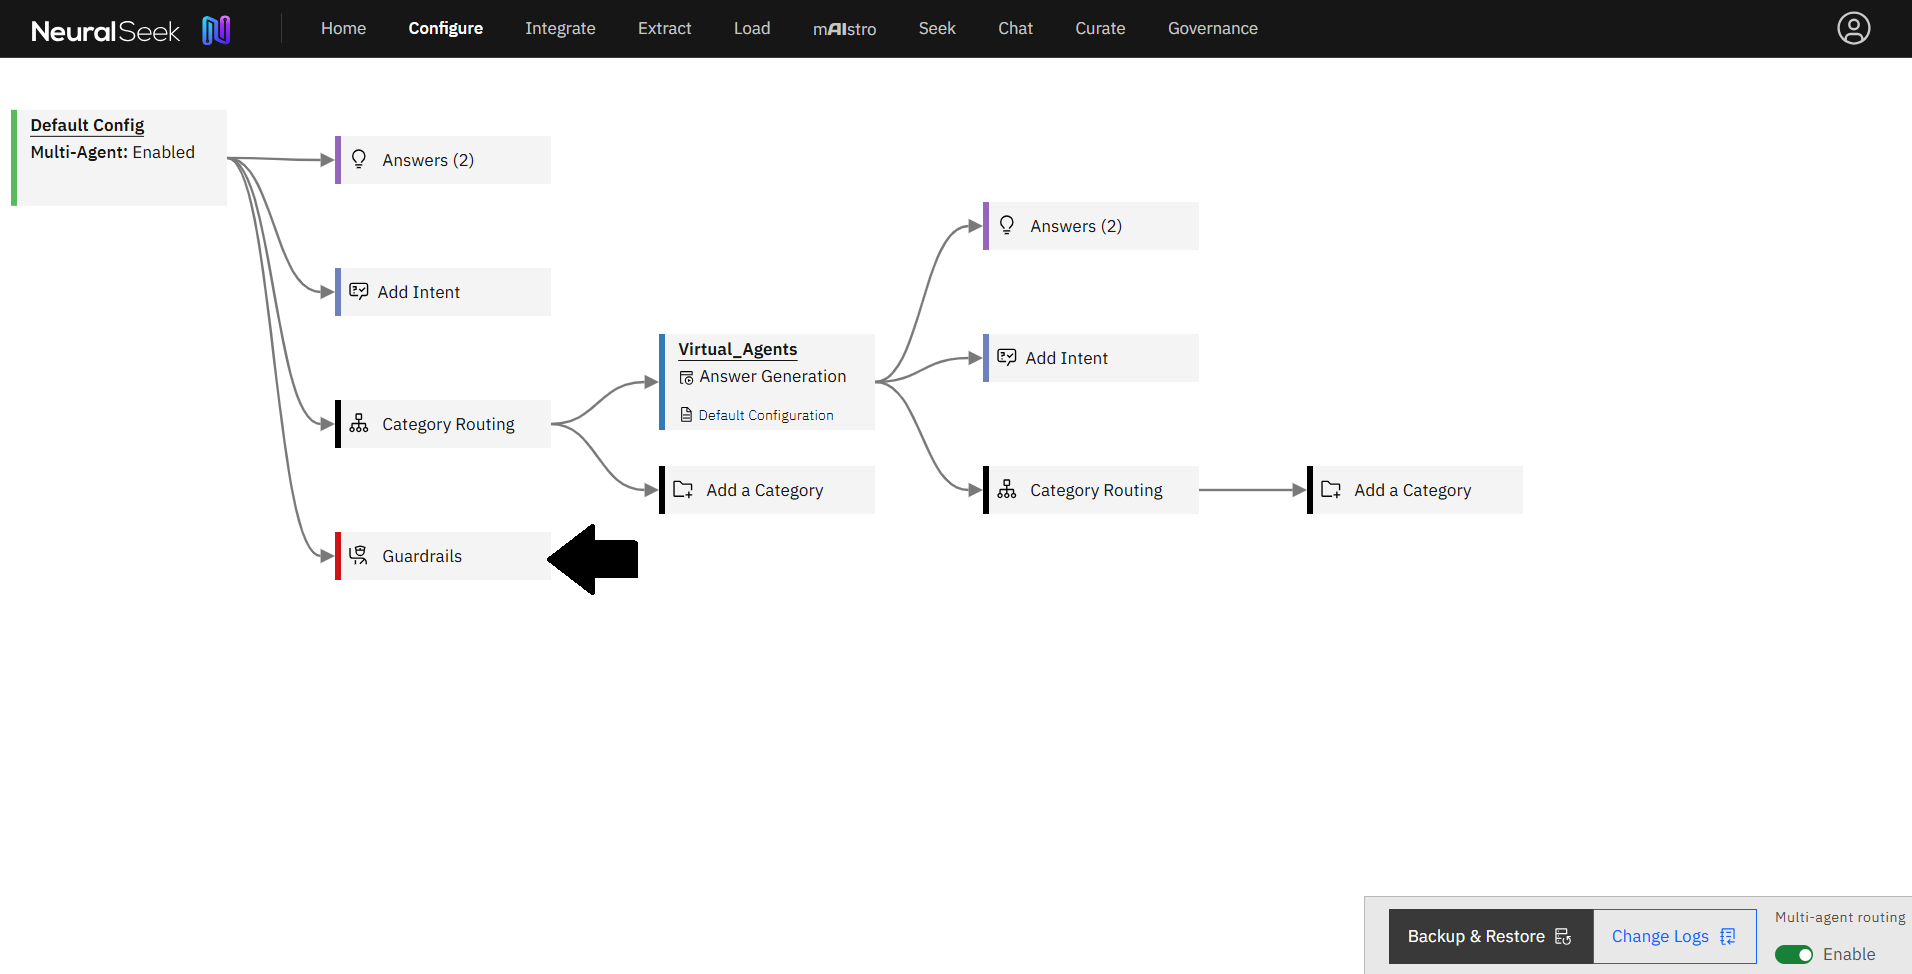 NeuralSeek
Home
Configure
Integrate
Extract
Load
mAIstro
Seek
Chat
Curate
Governance
Default Config
Multi-Agent: Enabled
Answers (2)
Add Intent
Category Routing
Guardrails
Virtual_Agents
Answer Generation
Default Configuration
Add a Category
Answers (2)
Add Intent
Category Routing
Add a Category
Backup & Restore
Change Logs
Multi-agent routing
Enable